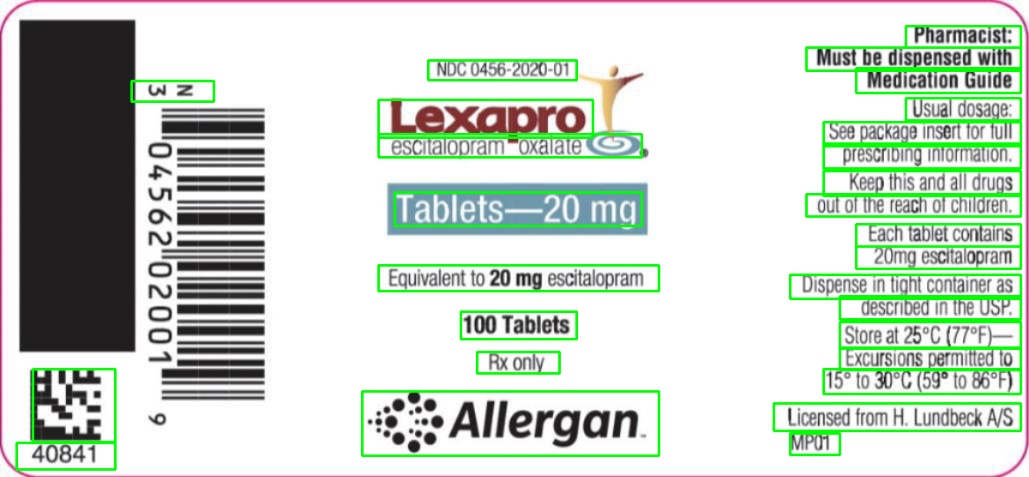 N
3
0456202001
9
40841
NDC 0456-2020-01
Lexapro
escitalopram oxalate ®
Tablets—20 mg
Equivalent to 20 mg escitalopram
100 Tablets
Rx only
Allergan™
Pharmacist:
Must be dispensed with
Medication Guide
Usual dosage:
See package insert for full
prescribing information.
Keep this and all drugs
out of the reach of children.
Each tablet contains
20mg escitalopram
Dispense in tight container as
described in the USP.
Store at 25°C (77°F)—
Excursions permitted to
15° to 30°C (59° to 86°F)
Licensed from H. Lundbeck A/S
MP01